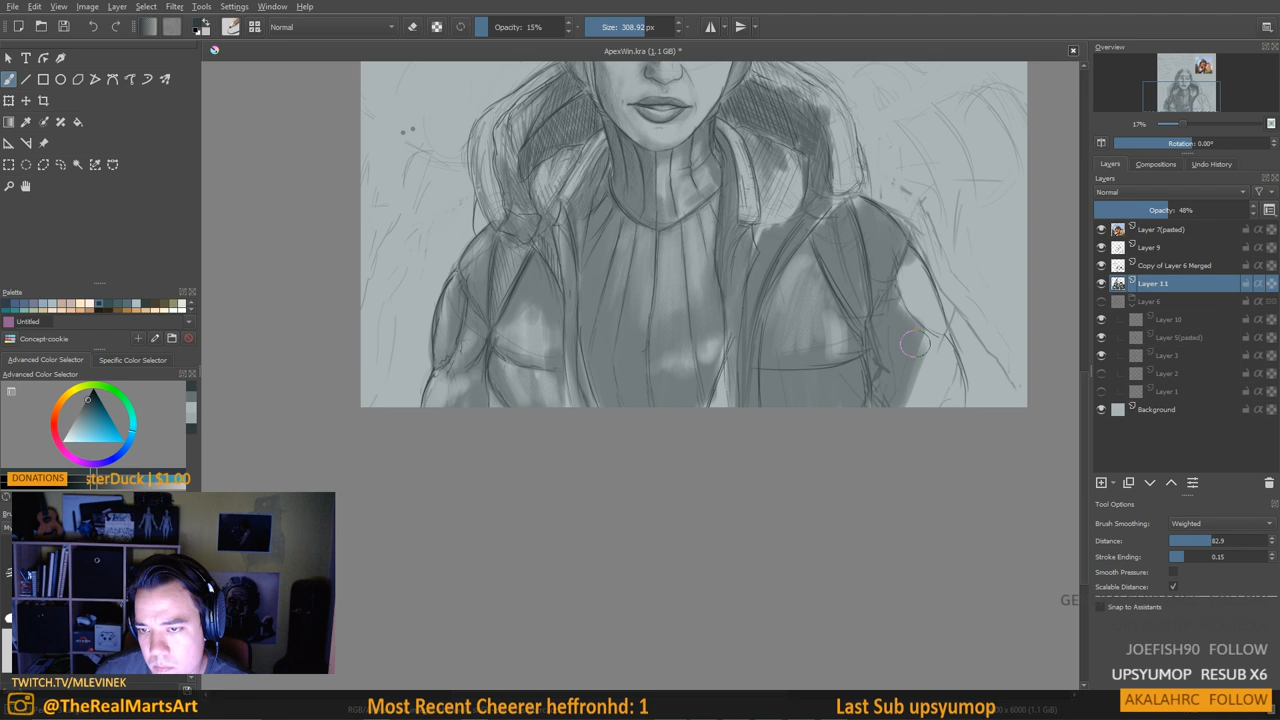 File Edit View Image Layer Select Filter Tools Settings Window Help
Normal
Opacity: 15%
Size: 308.92 px
ApexWin.kra (1.1 GB) *
Overview
17%
Rotation: 0.00°
Layers Compositions Undo History
Layers
Normal
Opacity: 48%
Layer 7(pasted)
Layer 9
Copy of Layer 6 Merged
Layer 11
Layer 6
Layer 10
Layer 5(pasted)
Layer 3
Layer 2
Layer 1
Background
Tool Options
Brush Smoothing: Weighted
Distance: 82.9
Stroke Ending: 0.15
Smooth Pressure:
Scalable Distance:
Snap to Assistants
Palette
Untitled
Concept-cookie
Advanced Color Selector Specific Color Selector
Advanced Color Selector
DONATIONS
sterDuck | $1.00
TWITCH.TV/MLEVINEK
@TheRealMartsArt
Most Recent Cheerer heffronhd: 1
Last Sub upsyumop
GE
JOEFISH90 FOLLOW
UPSYUMOP RESUB X6
AKALAHRC FOLLOW